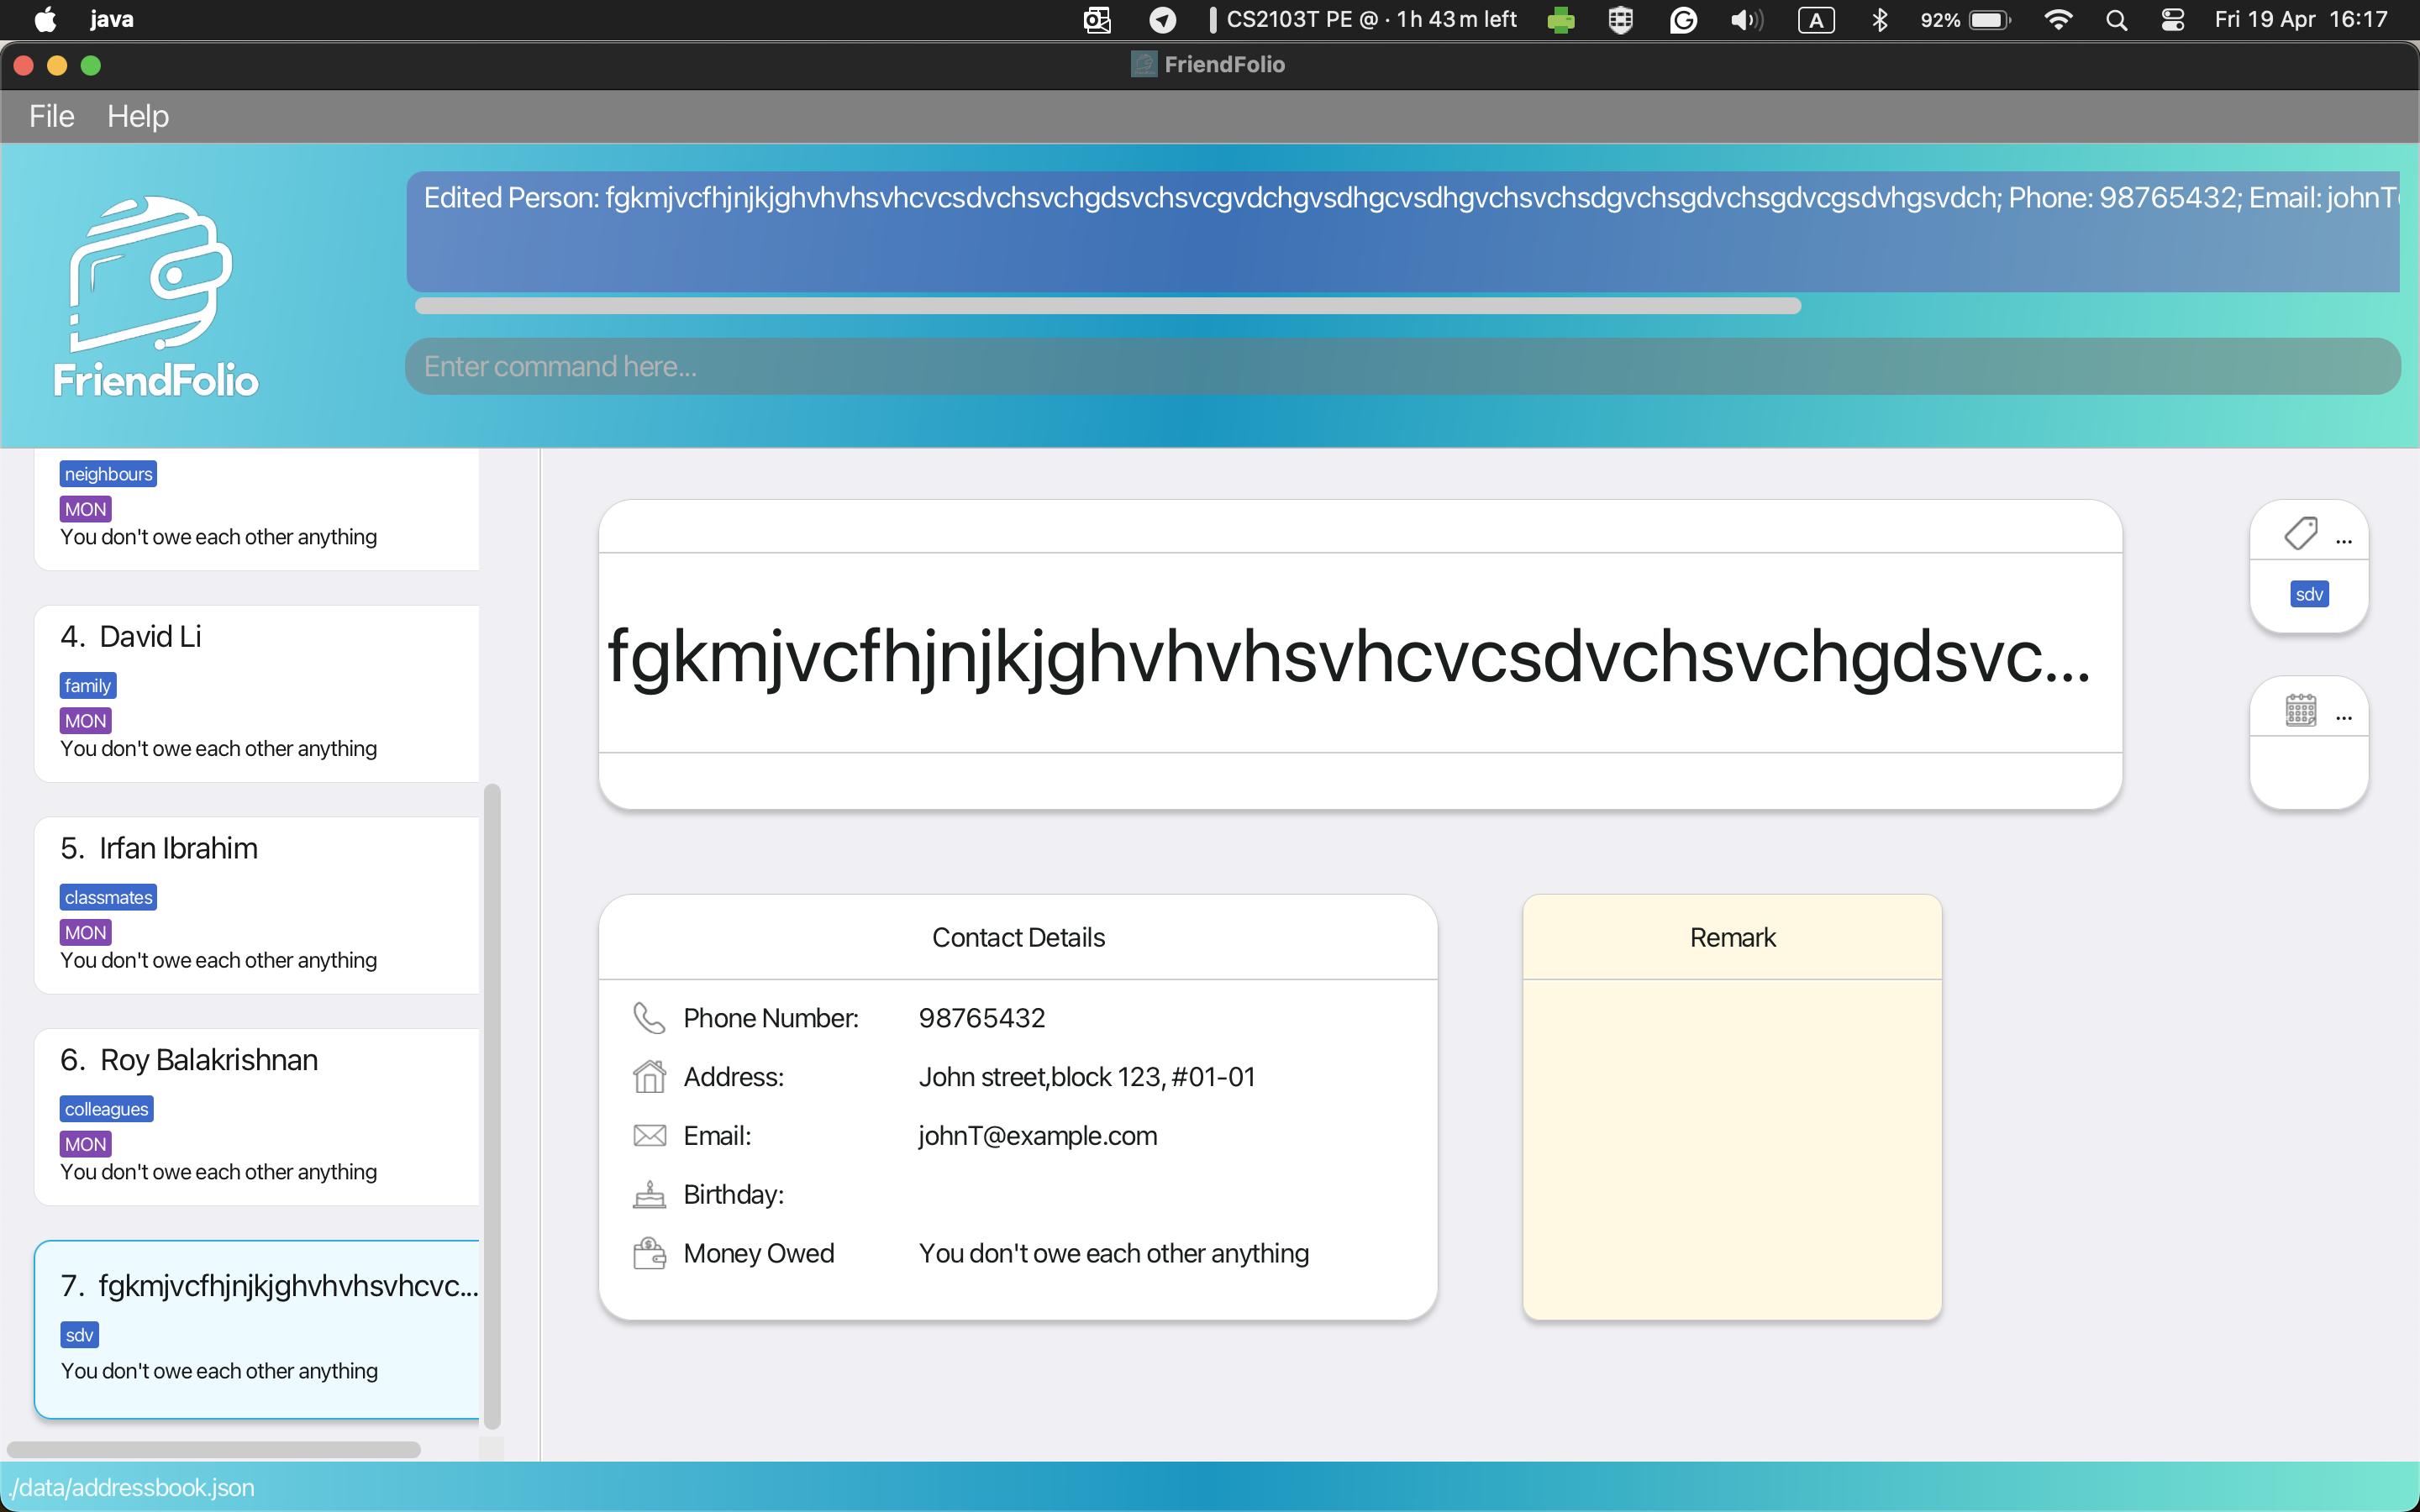 java
CS2103T PE @ · 1h 43m left
A
92%
Fri 19 Apr 16:17
FriendFolio
File Help
FriendFolio
Edited Person: fgkmjvcfhjnjkjghvhvhsvhcvcsdvchsvchgdsvchsvcgvdchgvsdhgcvsdhgvchsvchsdgvchsgdvchsgdvcgsdvhgsvdch; Phone: 98765432; Email: johnT
Enter command here...
neighbours
MON
You don't owe each other anything
4. David Li
family
MON
You don't owe each other anything
5. Irfan Ibrahim
classmates
MON
You don't owe each other anything
6. Roy Balakrishnan
colleagues
MON
You don't owe each other anything
7. fgkmjvcfhjnjkjghvhvhsvhcvc...
sdv
You don't owe each other anything
fgkmjvcfhjnjkjghvhvhsvhcvcsdvchsvchgdsvc...
...
sdv
...
Contact Details
Phone Number: 98765432
Address: John street,block 123, #01-01
Email: johnT@example.com
Birthday:
Money Owed You don't owe each other anything
Remark
./data/addressbook.json